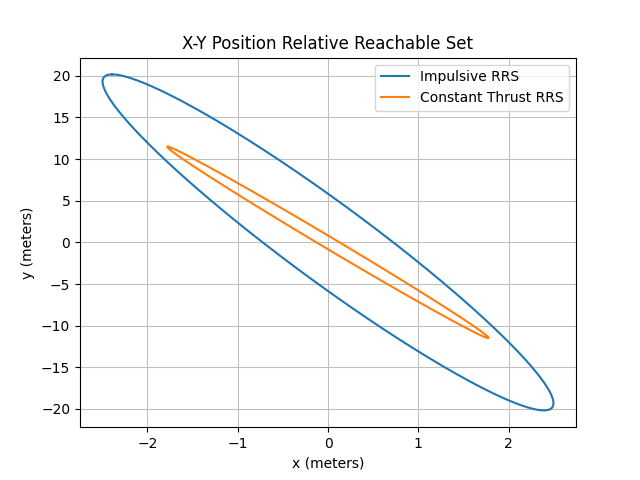 X-Y Position Relative Reachable Set
Impulsive RRS
Constant Thrust RRS
20
15
10
5
0
−5
−10
−15
−20
y (meters)
−2
−1
0
1
2
x (meters)